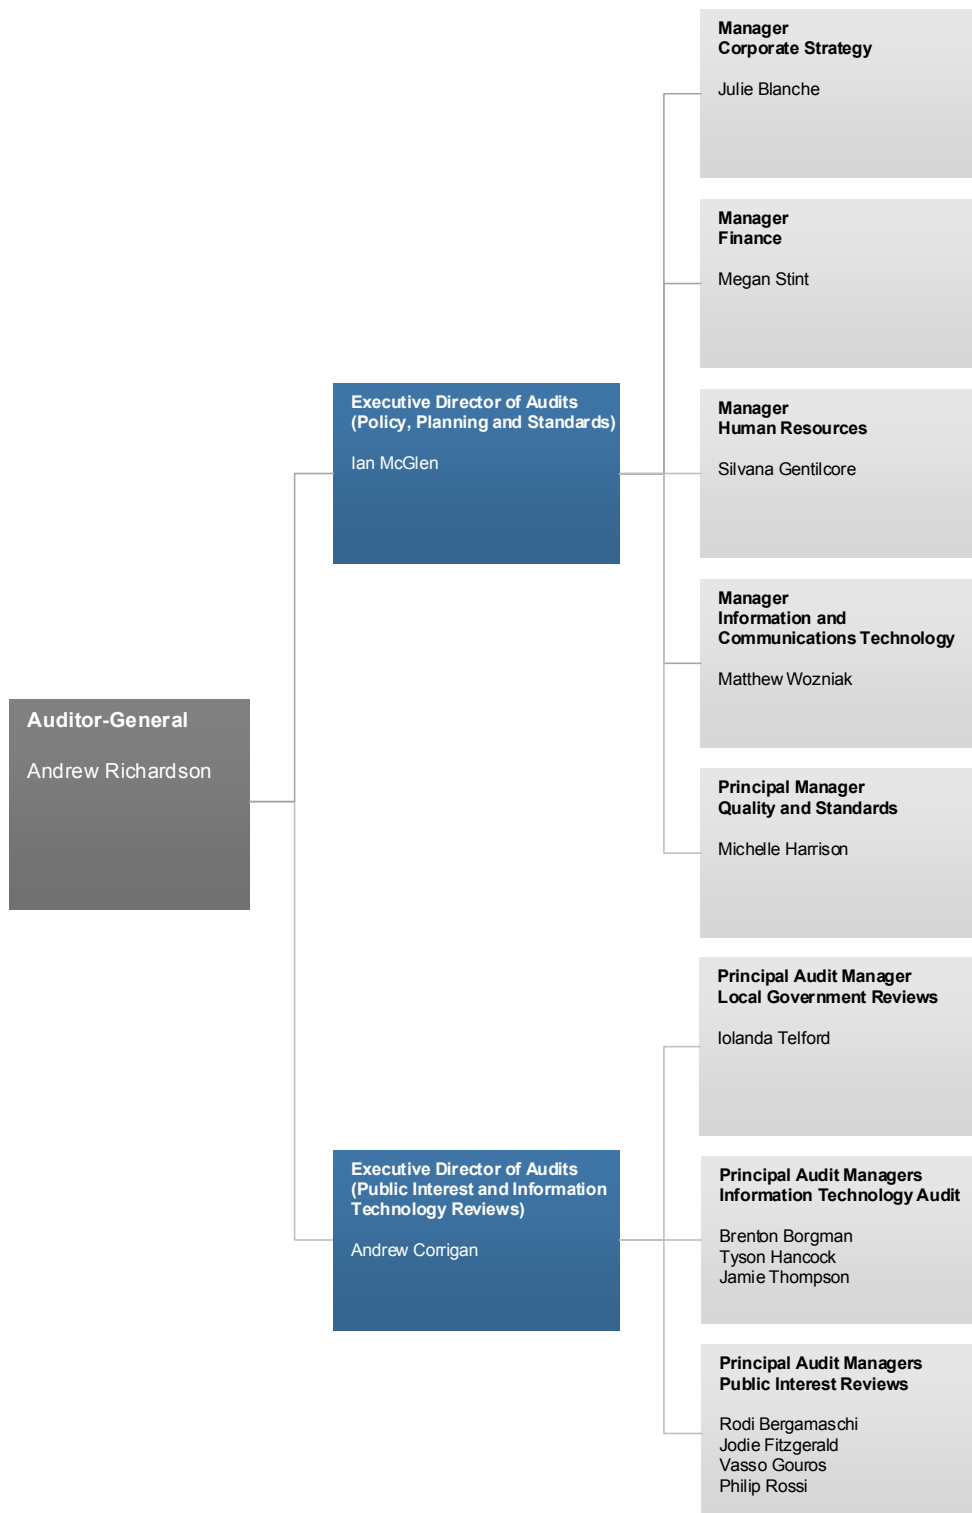 Auditor-General
Andrew Richardson
Executive Director of Audits
(Policy, Planning and Standards)
Ian McGlen
Manager
Corporate Strategy
Julie Blanche
Manager
Finance
Megan Stint
Manager
Human Resources
Silvana Gentilcore
Manager
Information and
Communications Technology
Matthew Wozniak
Principal Manager
Quality and Standards
Michelle Harrison
Executive Director of Audits
(Public Interest and Information
Technology Reviews)
Andrew Corrigan
Principal Audit Manager
Local Government Reviews
Iolanda Telford
Principal Audit Managers
Information Technology Audit
Brenton Borgman
Tyson Hancock
Jamie Thompson
Principal Audit Managers
Public Interest Reviews
Rodi Bergamaschi
Jodie Fitzgerald
Vasso Gouros
Philip Rossi